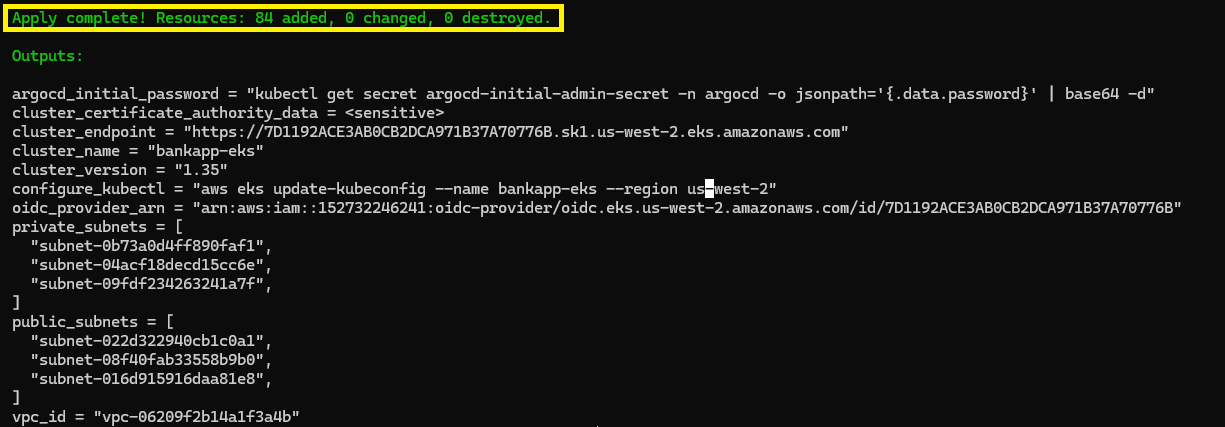 Apply complete! Resources: 84 added, 0 changed, 0 destroyed.
Outputs:
argocd_initial_password = "kubectl get secret argocd-initial-admin-secret -n argocd -o jsonpath='{.data.password}' | base64 -d"
cluster_certificate_authority_data = <sensitive>
cluster_endpoint = "https://7D1192ACE3AB0CB2DCA971B37A70776B.sk1.us-west-2.eks.amazonaws.com"
cluster_name = "bankapp-eks"
cluster_version = "1.35"
configure_kubectl = "aws eks update-kubeconfig --name bankapp-eks --region us-west-2"
oidc_provider_arn = "arn:aws:iam::152732246241:oidc-provider/oidc.eks.us-west-2.amazonaws.com/id/7D1192ACE3AB0CB2DCA971B37A70776B"
private_subnets = [
  "subnet-0b73a0d4ff890faf1",
  "subnet-04acf18decd15cc6e",
  "subnet-09fdf234263241a7f",
]
public_subnets = [
  "subnet-022d322940cb1c0a1",
  "subnet-08f40fab33558b9b0",
  "subnet-016d915916daa81e8",
]
vpc_id = "vpc-06209f2b14a1f3a4b"